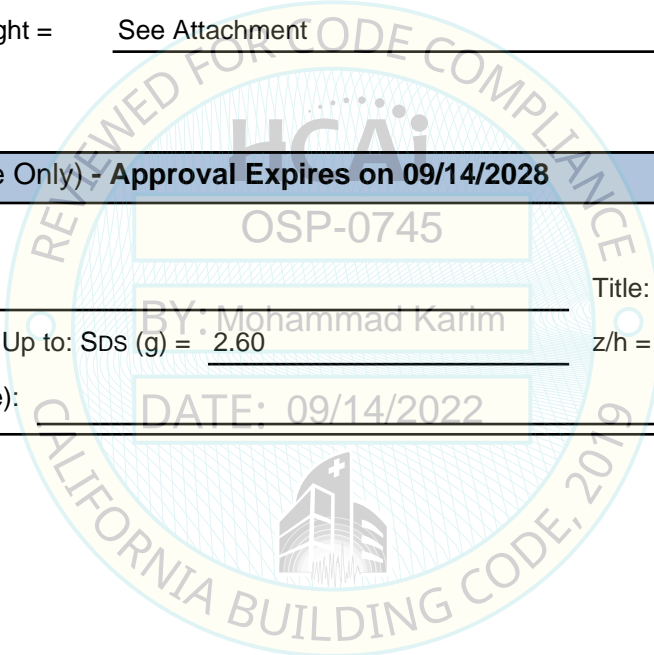 ght = See Attachment
REVIEWED FOR CODE COMPLIANCE
HCAi
e Only) - Approval Expires on 09/14/2028
OSP-0745
Title:
BY: Mohammad Karim
Up to: SDS (g) = 2.60 z/h =
e):
DATE: 09/14/2022
CALIFORNIA BUILDING CODE, 2019